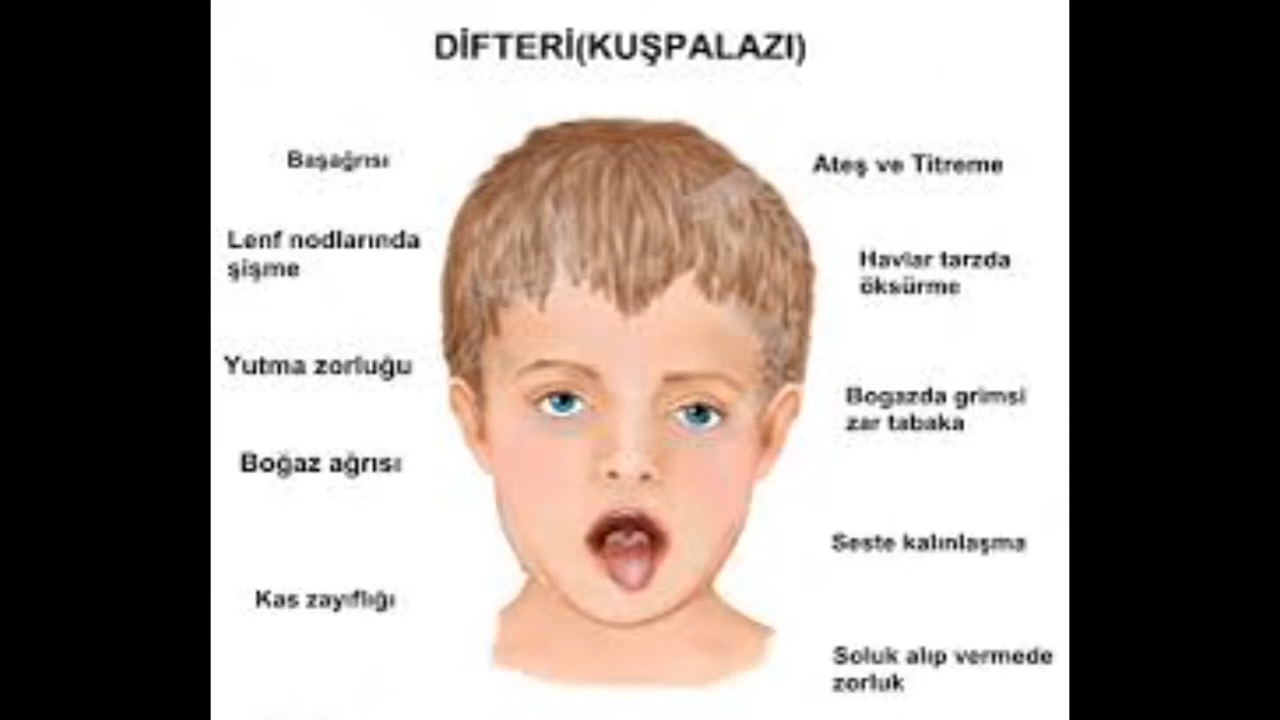 DİFTERİ(KUŞPALAZI)
Başağrısı
Lenf nodlarında
şişme
Yutma zorluğu
Boğaz ağrısı
Kas zayıflığı
Ateş ve Titreme
Havlar tarzda
öksürme
Bogazda grimsi
zar tabaka
Seste kalınlaşma
Soluk alıp vermede
zorluk